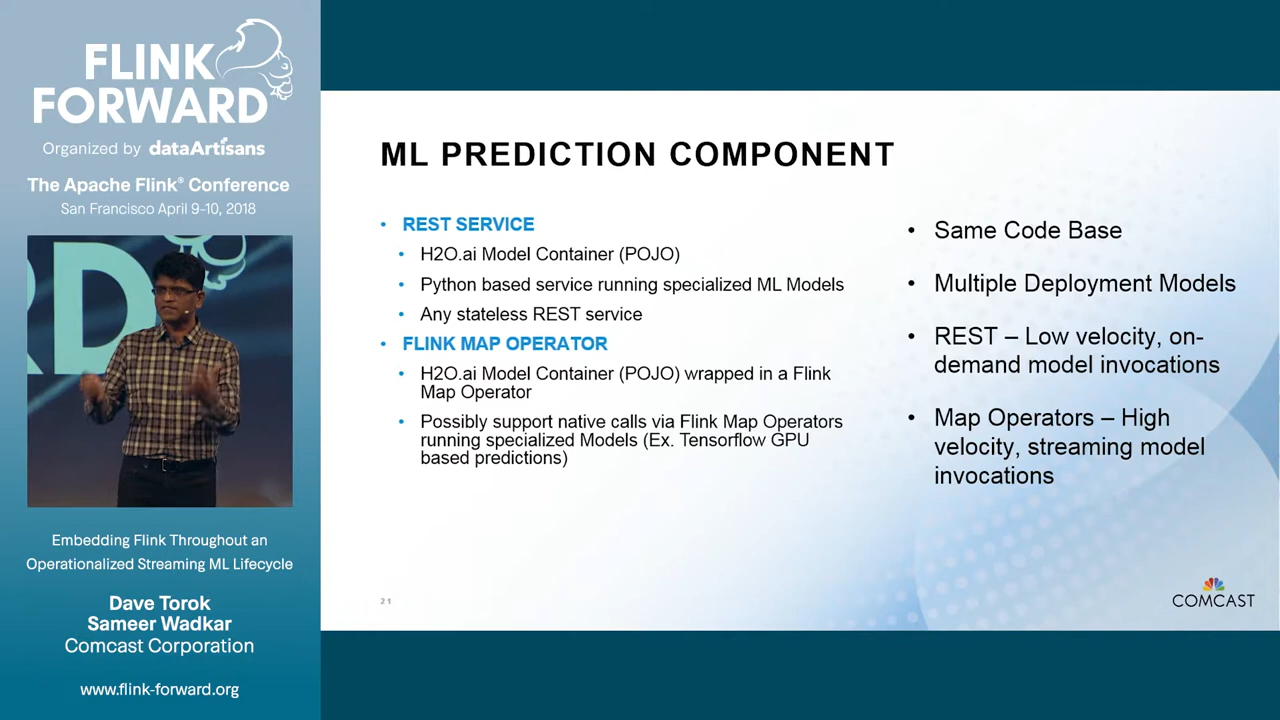 FLINK
FORWARD
Organized by dataArtisans
The Apache Flink® Conference
San Francisco April 9-10, 2018
RD
Embedding Flink Throughout an
Operationalized Streaming ML Lifecycle
Dave Torok
Sameer Wadkar
Comcast Corporation
www.flink-forward.org
ML PREDICTION COMPONENT
• REST SERVICE
• H2O.ai Model Container (POJO)
• Python based service running specialized ML Models
• Any stateless REST service
• FLINK MAP OPERATOR
• H2O.ai Model Container (POJO) wrapped in a Flink
Map Operator
• Possibly support native calls via Flink Map Operators
running specialized Models (Ex. Tensorflow GPU
based predictions)
• Same Code Base
• Multiple Deployment Models
• REST – Low velocity, on-
demand model invocations
• Map Operators – High
velocity, streaming model
invocations
21
COMCAST